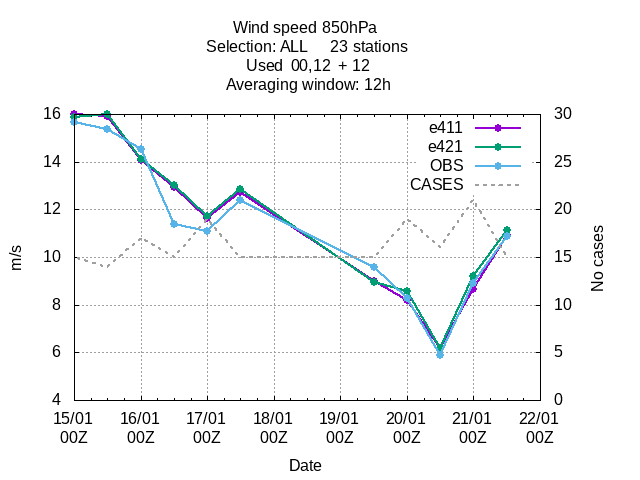 Wind speed 850hPa
Selection: ALL     23 stations
Used  00,12  + 12
Averaging window: 12h
16
14
12
10
8
6
4
m/s
30
25
20
15
10
5
0
No cases
e411
e421
OBS
CASES
15/01 16/01 17/01 18/01 19/01 20/01 21/01 22/01
00Z 00Z 00Z 00Z 00Z 00Z 00Z 00Z
Date